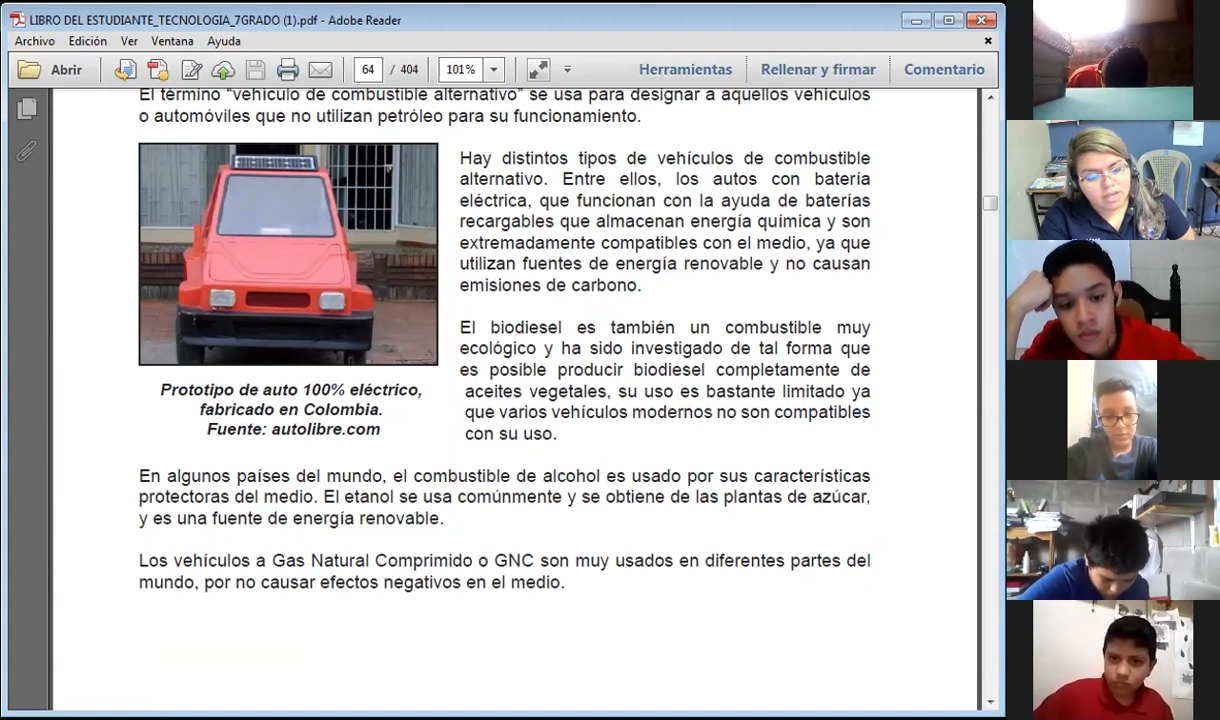 LIBRO DEL ESTUDIANTE_TECNOLOGIA_7GRADO (1).pdf - Adobe Reader
Archivo Edición Ver Ventana Ayuda
Abrir 64 / 404 101% Herramientas Rellenar y firmar Comentario
El término “vehículo de combustible alternativo” se usa para designar a aquellos vehículos
o automóviles que no utilizan petróleo para su funcionamiento.
Hay distintos tipos de vehículos de combustible
alternativo. Entre ellos, los autos con batería
eléctrica, que funcionan con la ayuda de baterías
recargables que almacenan energía química y son
extremadamente compatibles con el medio, ya que
utilizan fuentes de energía renovable y no causan
emisiones de carbono.
El biodiesel es también un combustible muy
ecológico y ha sido investigado de tal forma que
es posible producir biodiesel completamente de
aceites vegetales, su uso es bastante limitado ya
que varios vehículos modernos no son compatibles
con su uso.
Prototipo de auto 100% eléctrico,
fabricado en Colombia.
Fuente: autolibre.com
En algunos países del mundo, el combustible de alcohol es usado por sus características
protectoras del medio. El etanol se usa comúnmente y se obtiene de las plantas de azúcar,
y es una fuente de energía renovable.
Los vehículos a Gas Natural Comprimido o GNC son muy usados en diferentes partes del
mundo, por no causar efectos negativos en el medio.